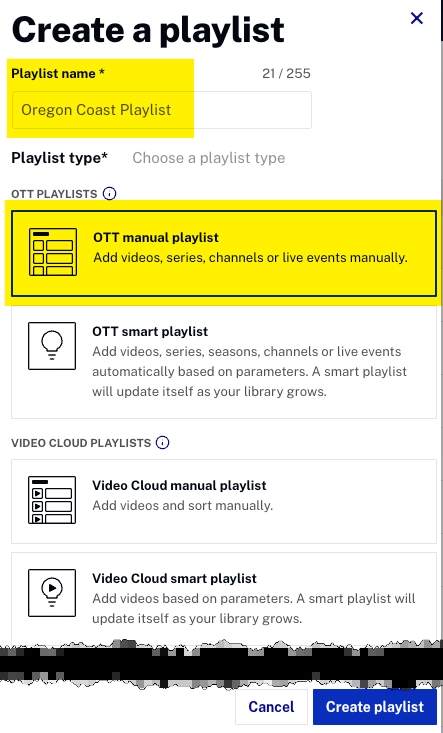 Create a playlist
Playlist name *
21 / 255
Oregon Coast Playlist
Playlist type*
Choose a playlist type
OTT PLAYLISTS
OTT manual playlist
Add videos, series, channels or live events manually.
OTT smart playlist
Add videos, series, seasons, channels or live events
automatically based on parameters. A smart playlist
will update itself as your library grows.
VIDEO CLOUD PLAYLISTS
Video Cloud manual playlist
Add videos and sort manually.
Video Cloud smart playlist
Add videos based on parameters. A smart playlist will
update itself as your library grows.
Cancel
Create playlist